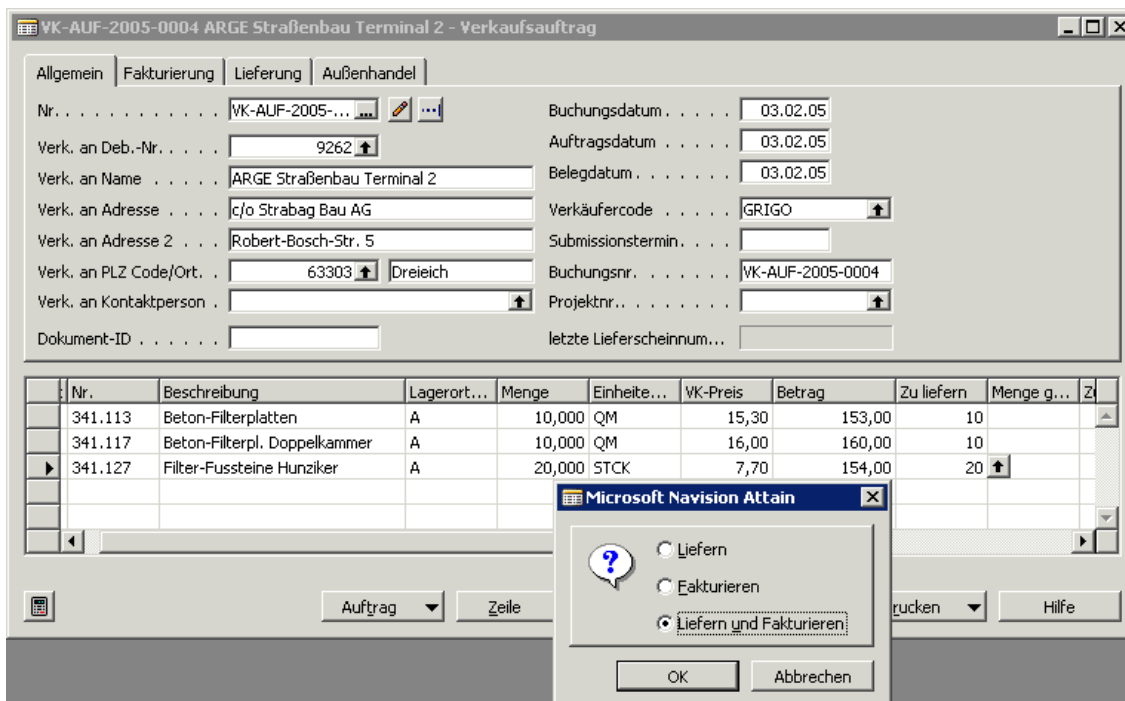 VK-AUF-2005-0004 ARGE Straßenbau Terminal 2 - Verkaufsauftrag
Allgemein Fakturierung Lieferung Außenhandel
Nr. . . . . . . . . . . . . VK-AUF-2005-... ...
Verk. an Deb.-Nr. . . . . 9262
Verk. an Name . . . . . ARGE Straßenbau Terminal 2
Verk. an Adresse . . . . c/o Strabag Bau AG
Verk. an Adresse 2 . . . Robert-Bosch-Str. 5
Verk. an PLZ Code/Ort. . 63303 Dreieich
Verk. an Kontaktperson .
Dokument-ID . . . . . .
Buchungsdatum . . . . . 03.02.05
Auftragsdatum . . . . . 03.02.05
Belegdatum . . . . . . . 03.02.05
Verkäufercode . . . . . GRIGO
Submissionstermin. . . .
Buchungsnr. . . . . . . VK-AUF-2005-0004
Projektnr.. . . . . . . .
letzte Lieferscheinnum...
Nr. Beschreibung Lagerort... Menge Einheite... VK-Preis Betrag Zu liefern Menge g...
341.113 Beton-Filterplatten A 10,000 QM 15,30 153,00 10
341.117 Beton-Filterpl. Doppelkammer A 10,000 QM 16,00 160,00 10
341.127 Filter-Fussteine Hunziker A 20,000 STCK 7,70 154,00 20
Microsoft Navision Attain
Liefern
Fakturieren
Liefern und Fakturieren
OK Abbrechen
Auftrag Zeile rucken Hilfe